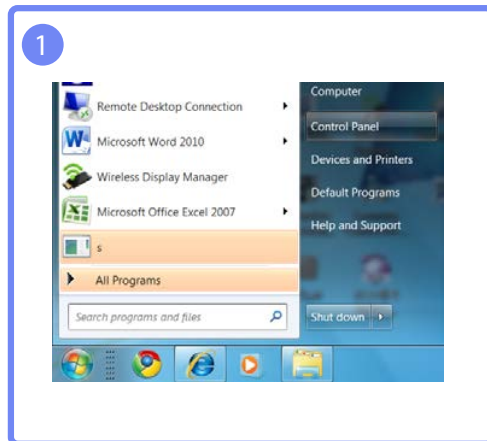 1
Computer
Remote Desktop Connection
Control Panel
Microsoft Word 2010
Devices and Printers
Wireless Display Manager
Default Programs
Microsoft Office Excel 2007
Help and Support
s
All Programs
Search programs and files
Shut down